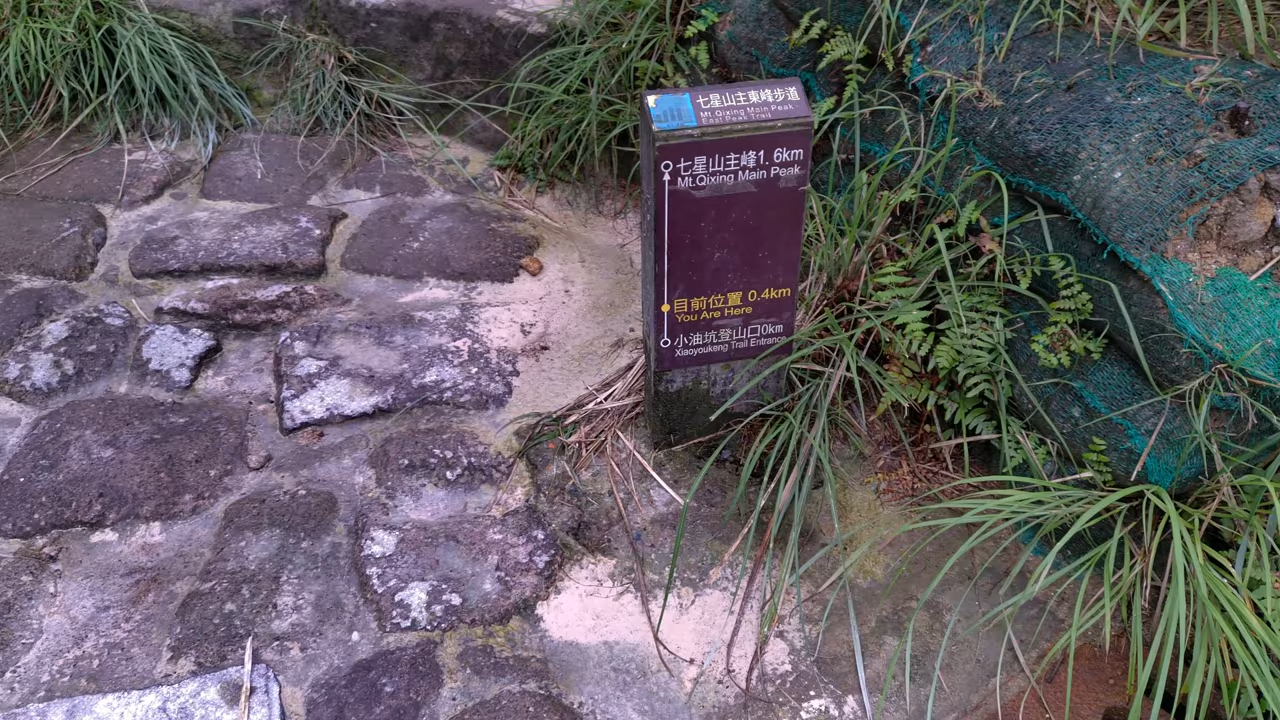 七星山主東峰步道
Mt.Qixing Main Peak-
East Peak Trail
七星山主峰1.6km
Mt.Qixing Main Peak
目前位置 0.4km
You Are Here
小油坑登山口0km
Xiaoyoukeng Trail Entrance